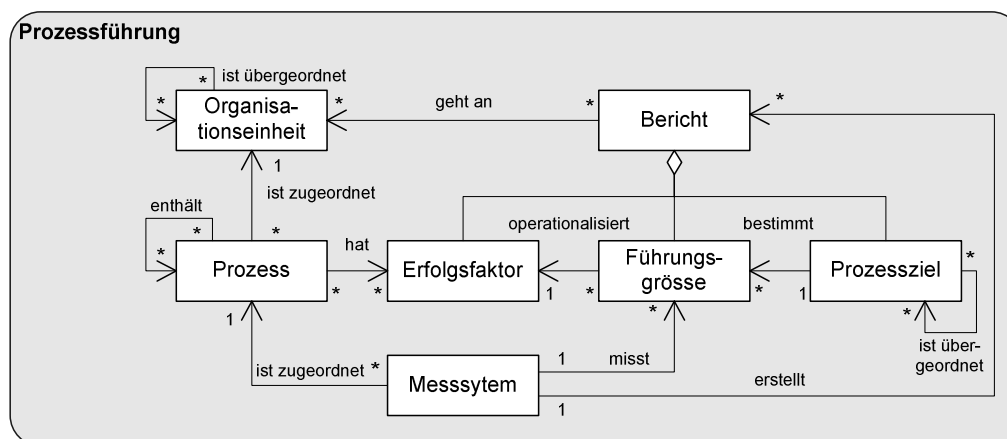 Prozessführung
ist übergeordnet
*
*
Organisa-
tionseinheit
*
geht an
*
Bericht
*
1
ist zugeordnet
enthält
*
*
*
Prozess
hat
*
*
Erfolgsfaktor
operationalisiert
1
*
Führungs-
grösse
*
bestimmt
*
1
Prozessziel
*
*
ist über-
geordnet
1
ist zugeordnet
*
Messsytem
1
misst
1
erstellt